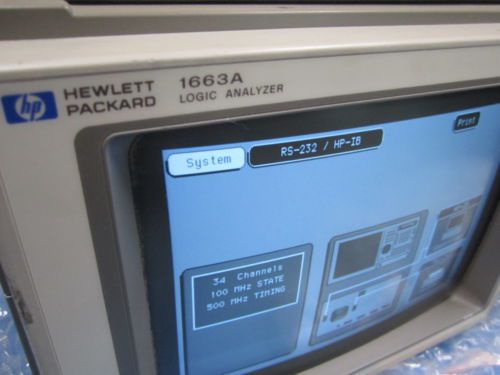 hp HEWLETT PACKARD
1663A
LOGIC ANALYZER
System
RS-232 / HP-IB
Print
34 Channels
100 MHz STATE
500 MHz TIMING